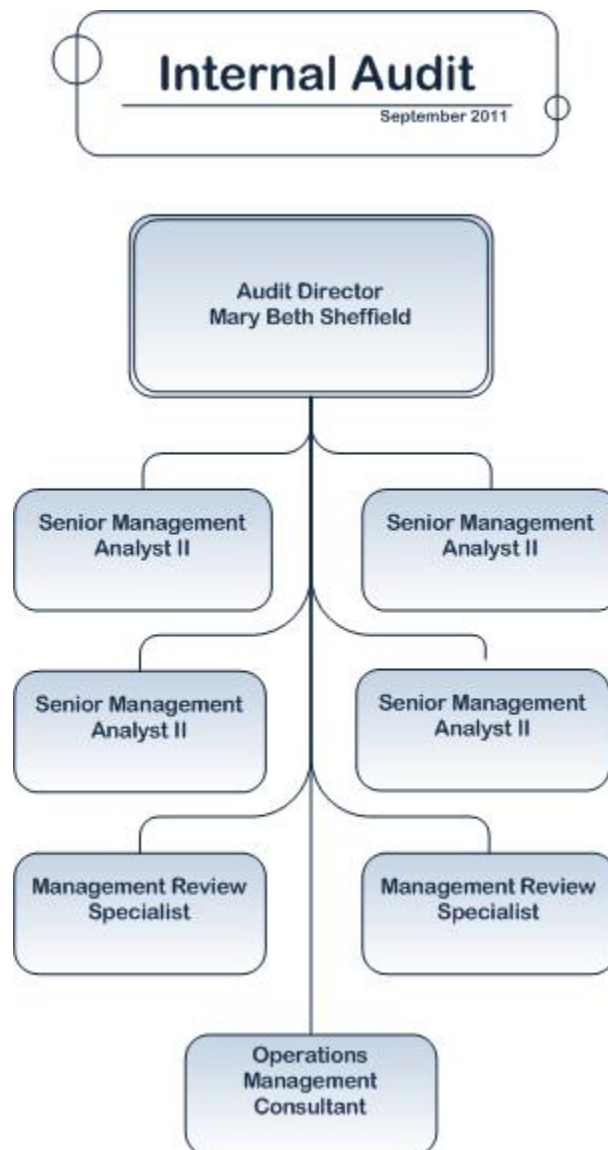 Internal Audit
September 2011
Audit Director
Mary Beth Sheffield
Senior Management
Analyst II
Senior Management
Analyst II
Senior Management
Analyst II
Senior Management
Analyst II
Management Review
Specialist
Management Review
Specialist
Operations
Management
Consultant